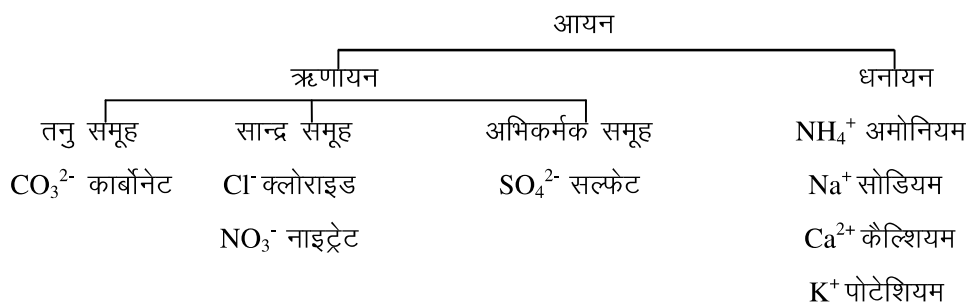 आयन
ऋणायन धनायन
तनु समूह सान्द्र समूह अभिकर्मक समूह NH₄⁺ अमोनियम
CO₃²⁻ कार्बोनेट Cl⁻ क्लोराइड SO₄²⁻ सल्फेट Na⁺ सोडियम
NO₃⁻ नाइट्रेट Ca²⁺ कैल्शियम
K⁺ पोटेशियम